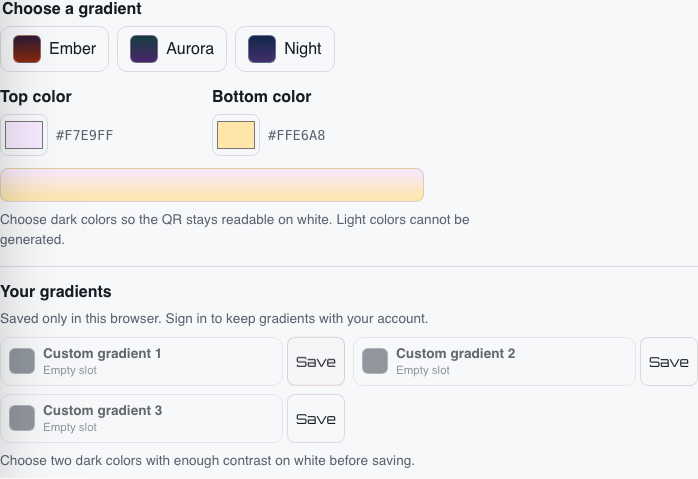 Choose a gradient
Ember
Aurora
Night
Top color
Bottom color
#F7E9FF
#FFE6A8
Choose dark colors so the QR stays readable on white. Light colors cannot be
generated.
Your gradients
Saved only in this browser. Sign in to keep gradients with your account.
Custom gradient 1
Empty slot
Save
Custom gradient 2
Empty slot
Save
Custom gradient 3
Empty slot
Save
Choose two dark colors with enough contrast on white before saving.